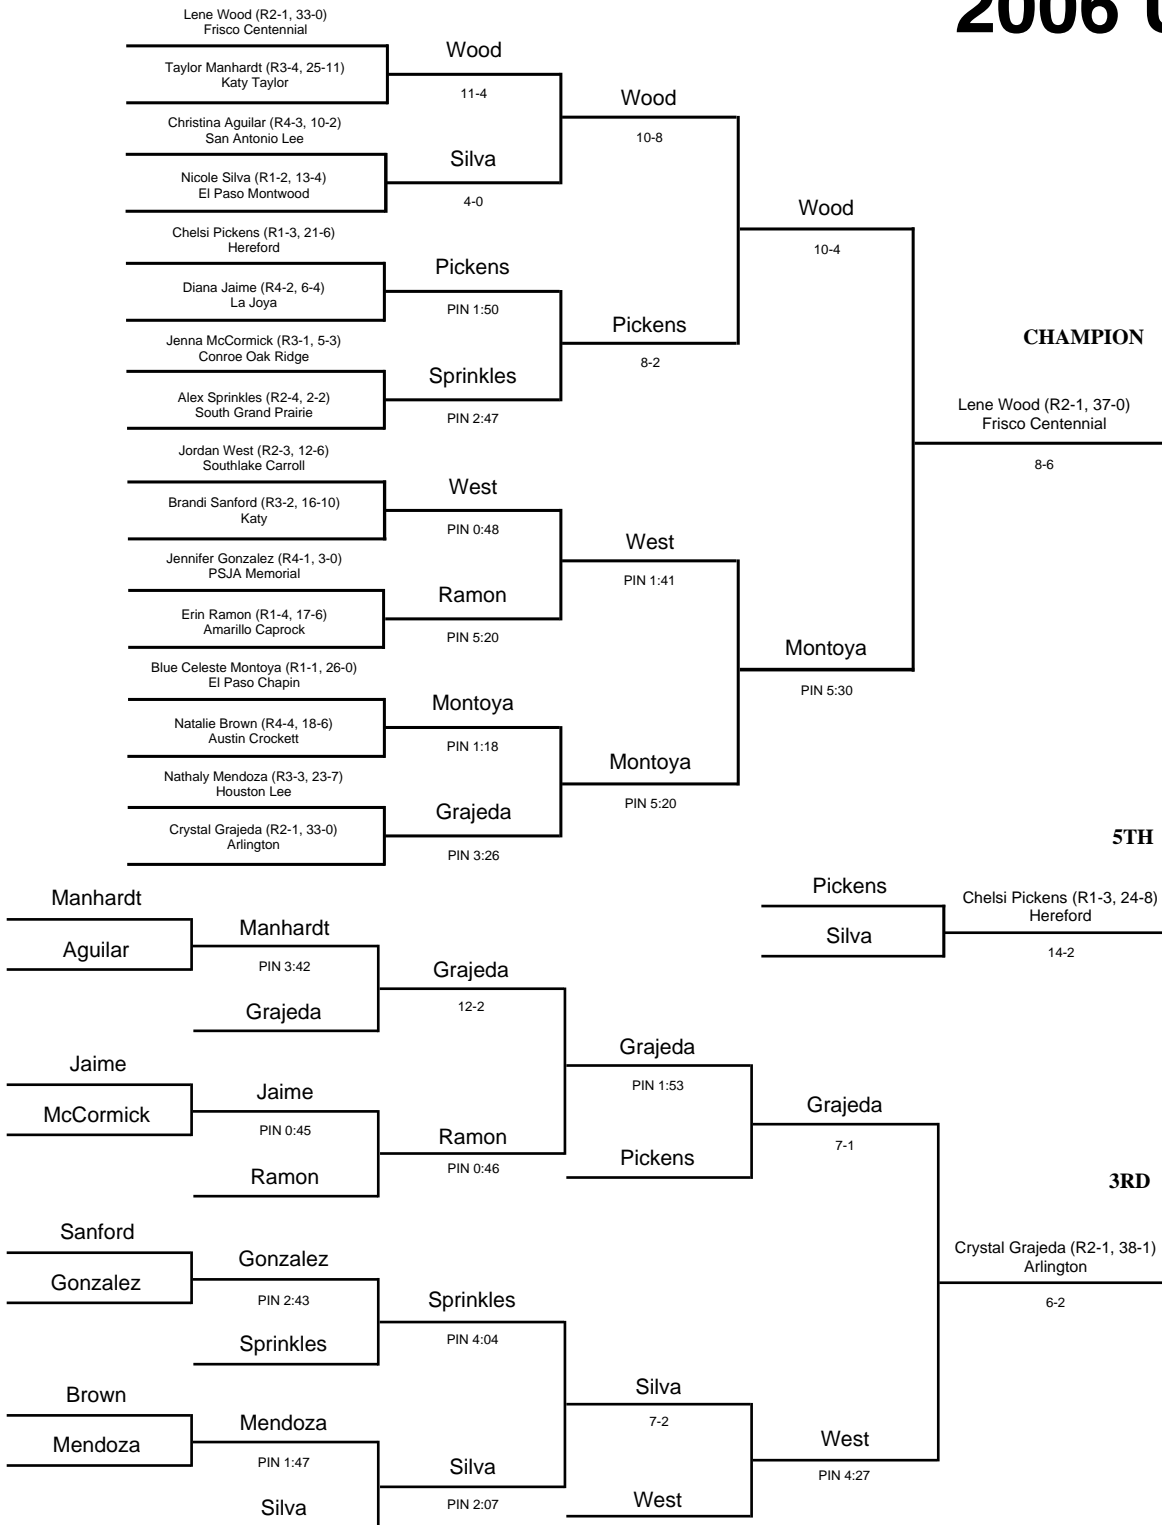 2006 U
Lene Wood (R2-1, 33-0)
Frisco Centennial
Wood
Taylor Manhardt (R3-4, 25-11)
Katy Taylor
11-4
Wood
Christina Aguilar (R4-3, 10-2)
San Antonio Lee
10-8
Silva
Nicole Silva (R1-2, 13-4)
El Paso Montwood
4-0
Wood
Chelsi Pickens (R1-3, 21-6)
Hereford
10-4
Pickens
Diana Jaime (R4-2, 6-4)
La Joya
PIN 1:50
Pickens
Jenna McCormick (R3-1, 5-3)
Conroe Oak Ridge
8-2
CHAMPION
Sprinkles
Alex Sprinkles (R2-4, 2-2)
South Grand Prairie
PIN 2:47
Lene Wood (R2-1, 37-0)
Frisco Centennial
8-6
Jordan West (R2-3, 12-6)
Southlake Carroll
West
Brandi Sanford (R3-2, 16-10)
Katy
PIN 0:48
West
Jennifer Gonzalez (R4-1, 3-0)
PSJA Memorial
PIN 1:41
Ramon
Erin Ramon (R1-4, 17-6)
Amarillo Caprock
PIN 5:20
Montoya
Blue Celeste Montoya (R1-1, 26-0)
El Paso Chapin
PIN 5:30
Montoya
Natalie Brown (R4-4, 18-6)
Austin Crockett
PIN 1:18
Montoya
Nathaly Mendoza (R3-3, 23-7)
Houston Lee
PIN 5:20
Grajeda
Crystal Grajeda (R2-1, 33-0)
Arlington
PIN 3:26
5TH
Pickens
Silva
Chelsi Pickens (R1-3, 24-8)
Hereford
14-2
Manhardt
Aguilar
Manhardt
PIN 3:42
Grajeda
Grajeda
12-2
Jaime
McCormick
Jaime
PIN 0:45
Ramon
Ramon
PIN 0:46
Grajeda
PIN 1:53
Pickens
Grajeda
7-1
3RD
Sanford
Gonzalez
Gonzalez
PIN 2:43
Sprinkles
Sprinkles
PIN 4:04
Crystal Grajeda (R2-1, 38-1)
Arlington
6-2
Brown
Mendoza
Mendoza
PIN 1:47
Silva
Silva
PIN 2:07
Silva
7-2
West
West
PIN 4:27